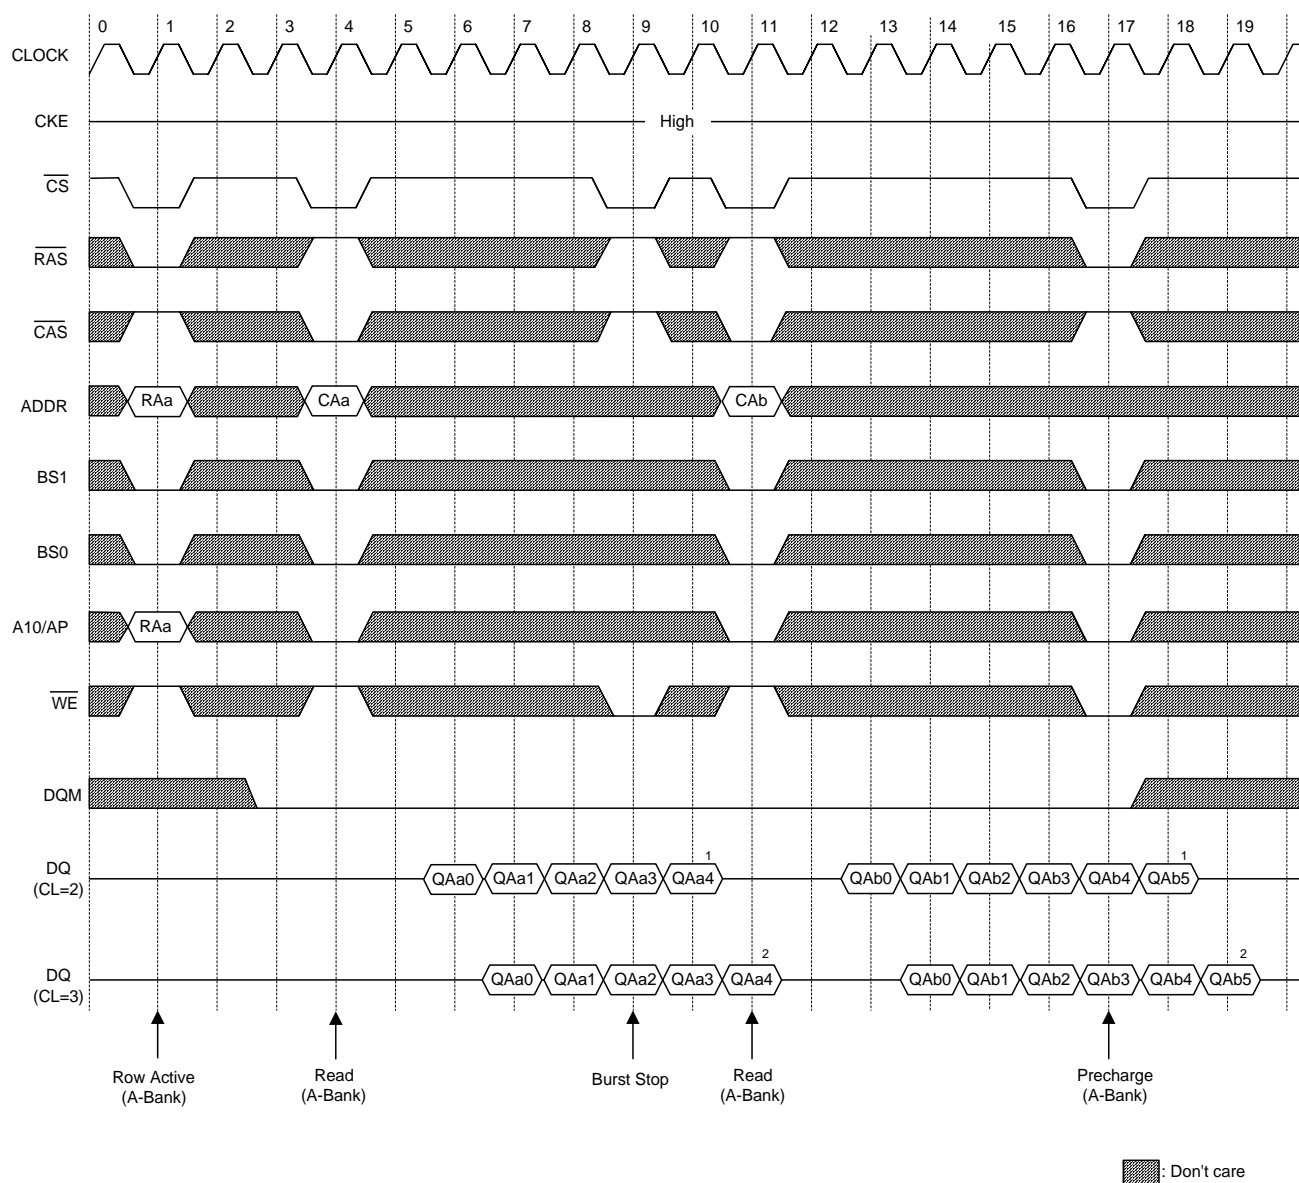 0 1 2 3 4 5 6 7 8 9 10 11 12 13 14 15 16 17 18 19
CLOCK
CKE High
CS
RAS
CAS
ADDR RAa CAa CAb
BS1
BS0
A10/AP RAa
WE
DQM
1 1
DQ
(CL=2)
QAa0 QAa1 QAa2 QAa3 QAa4 QAb0 QAb1 QAb2 QAb3 QAb4 QAb5
2 2
DQ
(CL=3)
QAa0 QAa1 QAa2 QAa3 QAa4 QAb0 QAb1 QAb2 QAb3 QAb4 QAb5
Row Active
(A-Bank)
Read
(A-Bank)
Burst Stop
Read
(A-Bank)
Precharge
(A-Bank)
: Don't care